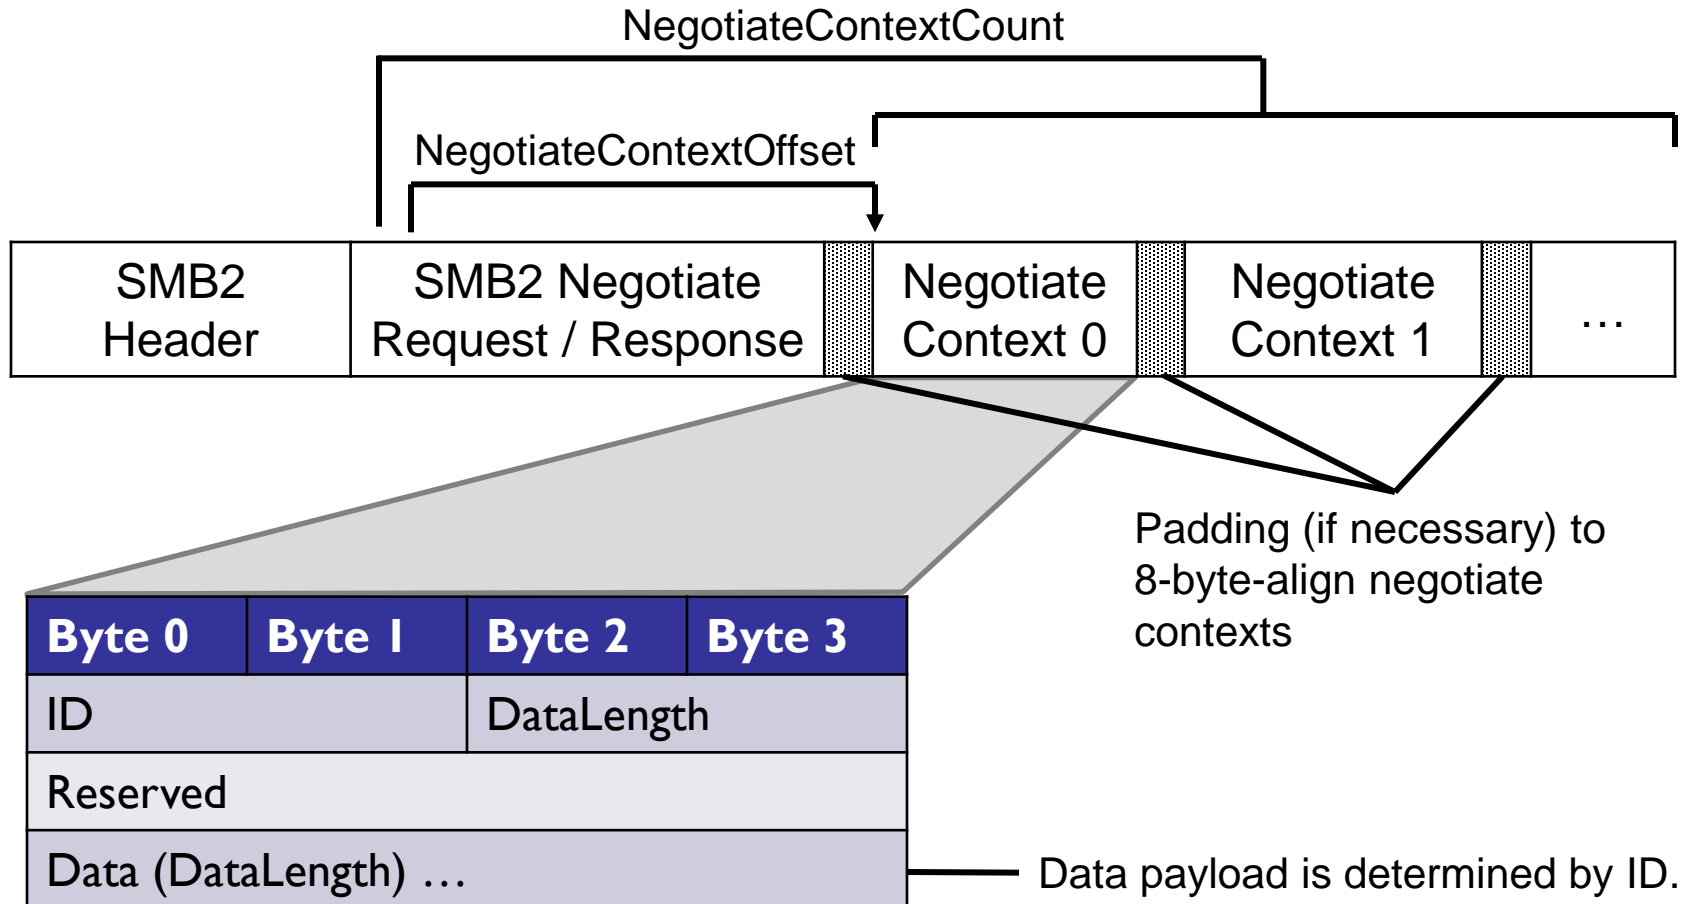 NegotiateContextCount
NegotiateContextOffset
SMB2
Header
SMB2 Negotiate
Request / Response
Negotiate
Context 0
Negotiate
Context 1
…
Padding (if necessary) to
8-byte-align negotiate
contexts
Byte 0 Byte 1 Byte 2 Byte 3
ID DataLength
Reserved
Data (DataLength) …
Data payload is determined by ID.